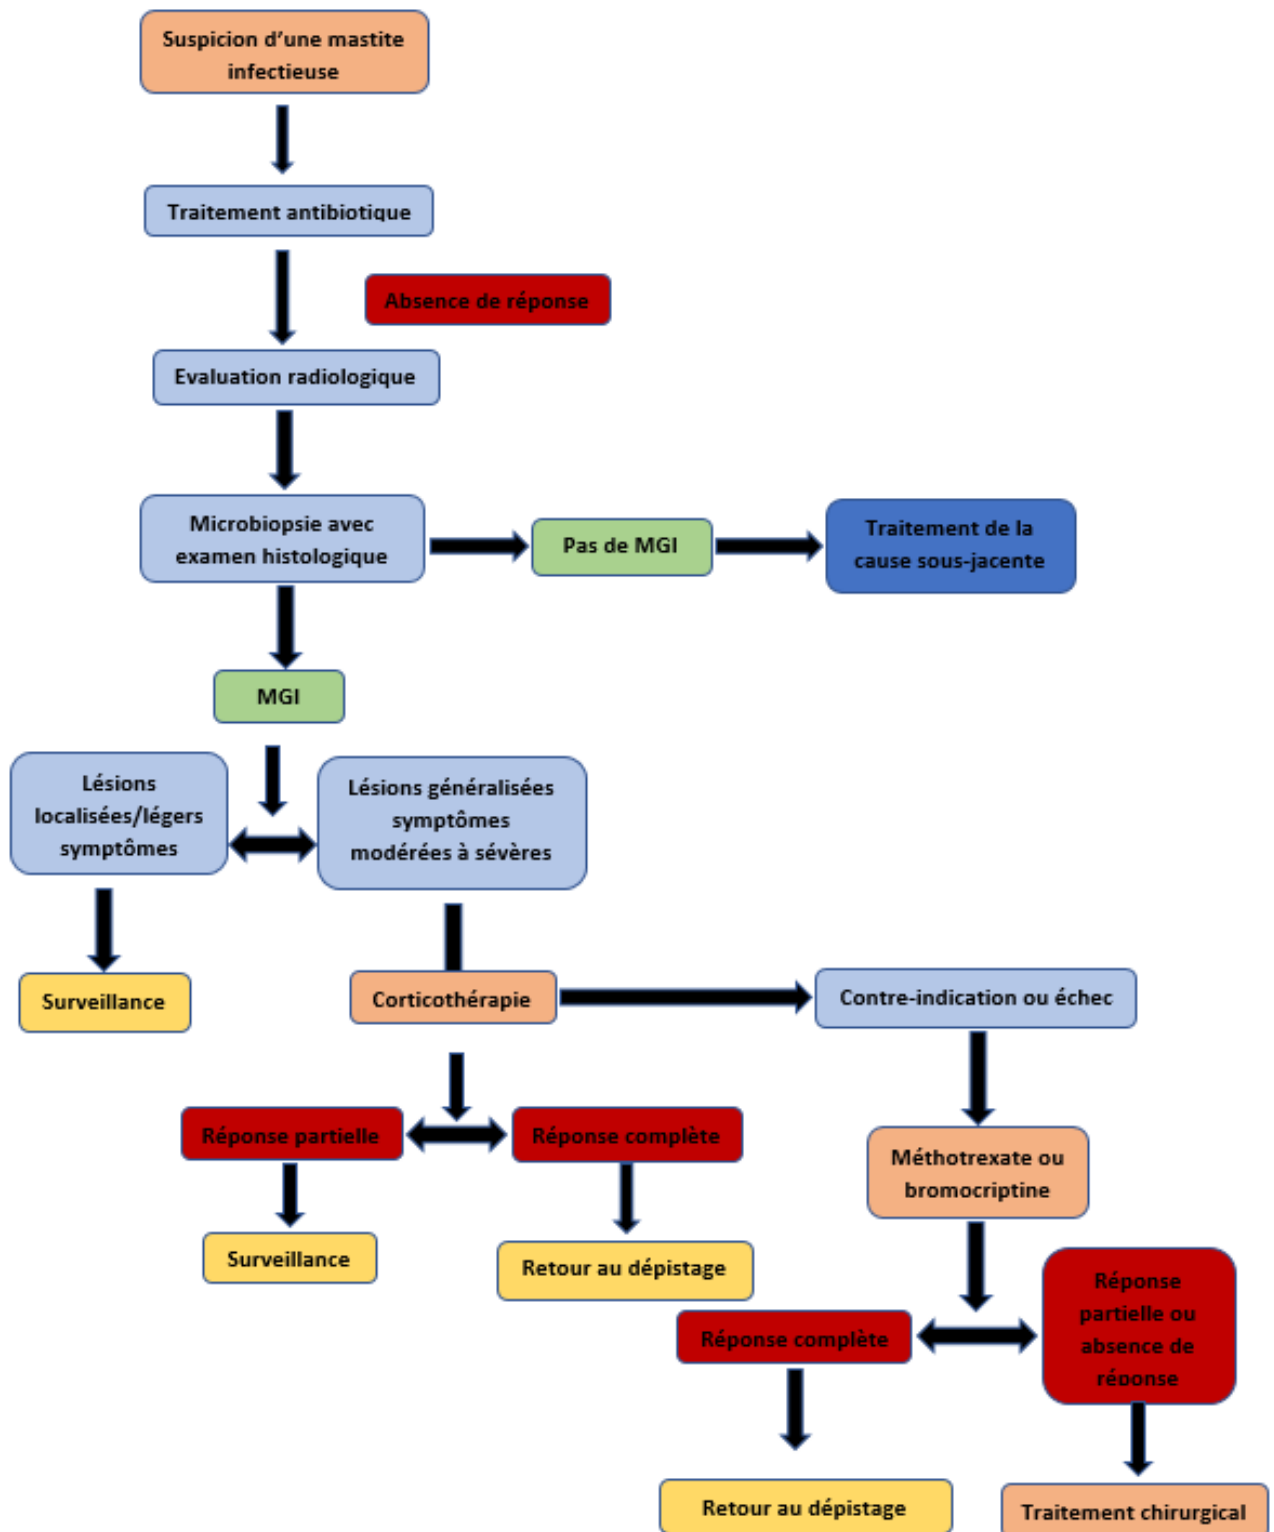 Suspicion d'une mastite
infectieuse
Traitement antibiotique
Absence de réponse
Evaluation radiologique
Microbiopsie avec
examen histologique
Pas de MGI
Traitement de la
cause sous-jacente
MGI
Lésions
localisées/légers
symptômes
Lésions généralisées
symptômes
modérées à sévères
Surveillance
Corticothérapie
Contre-indication ou échec
Réponse partielle
Réponse complète
Méthotrexate ou
bromocriptine
Surveillance
Retour au dépistage
Réponse complète
Réponse
partielle ou
absence de
réponse
Retour au dépistage
Traitement chirurgical